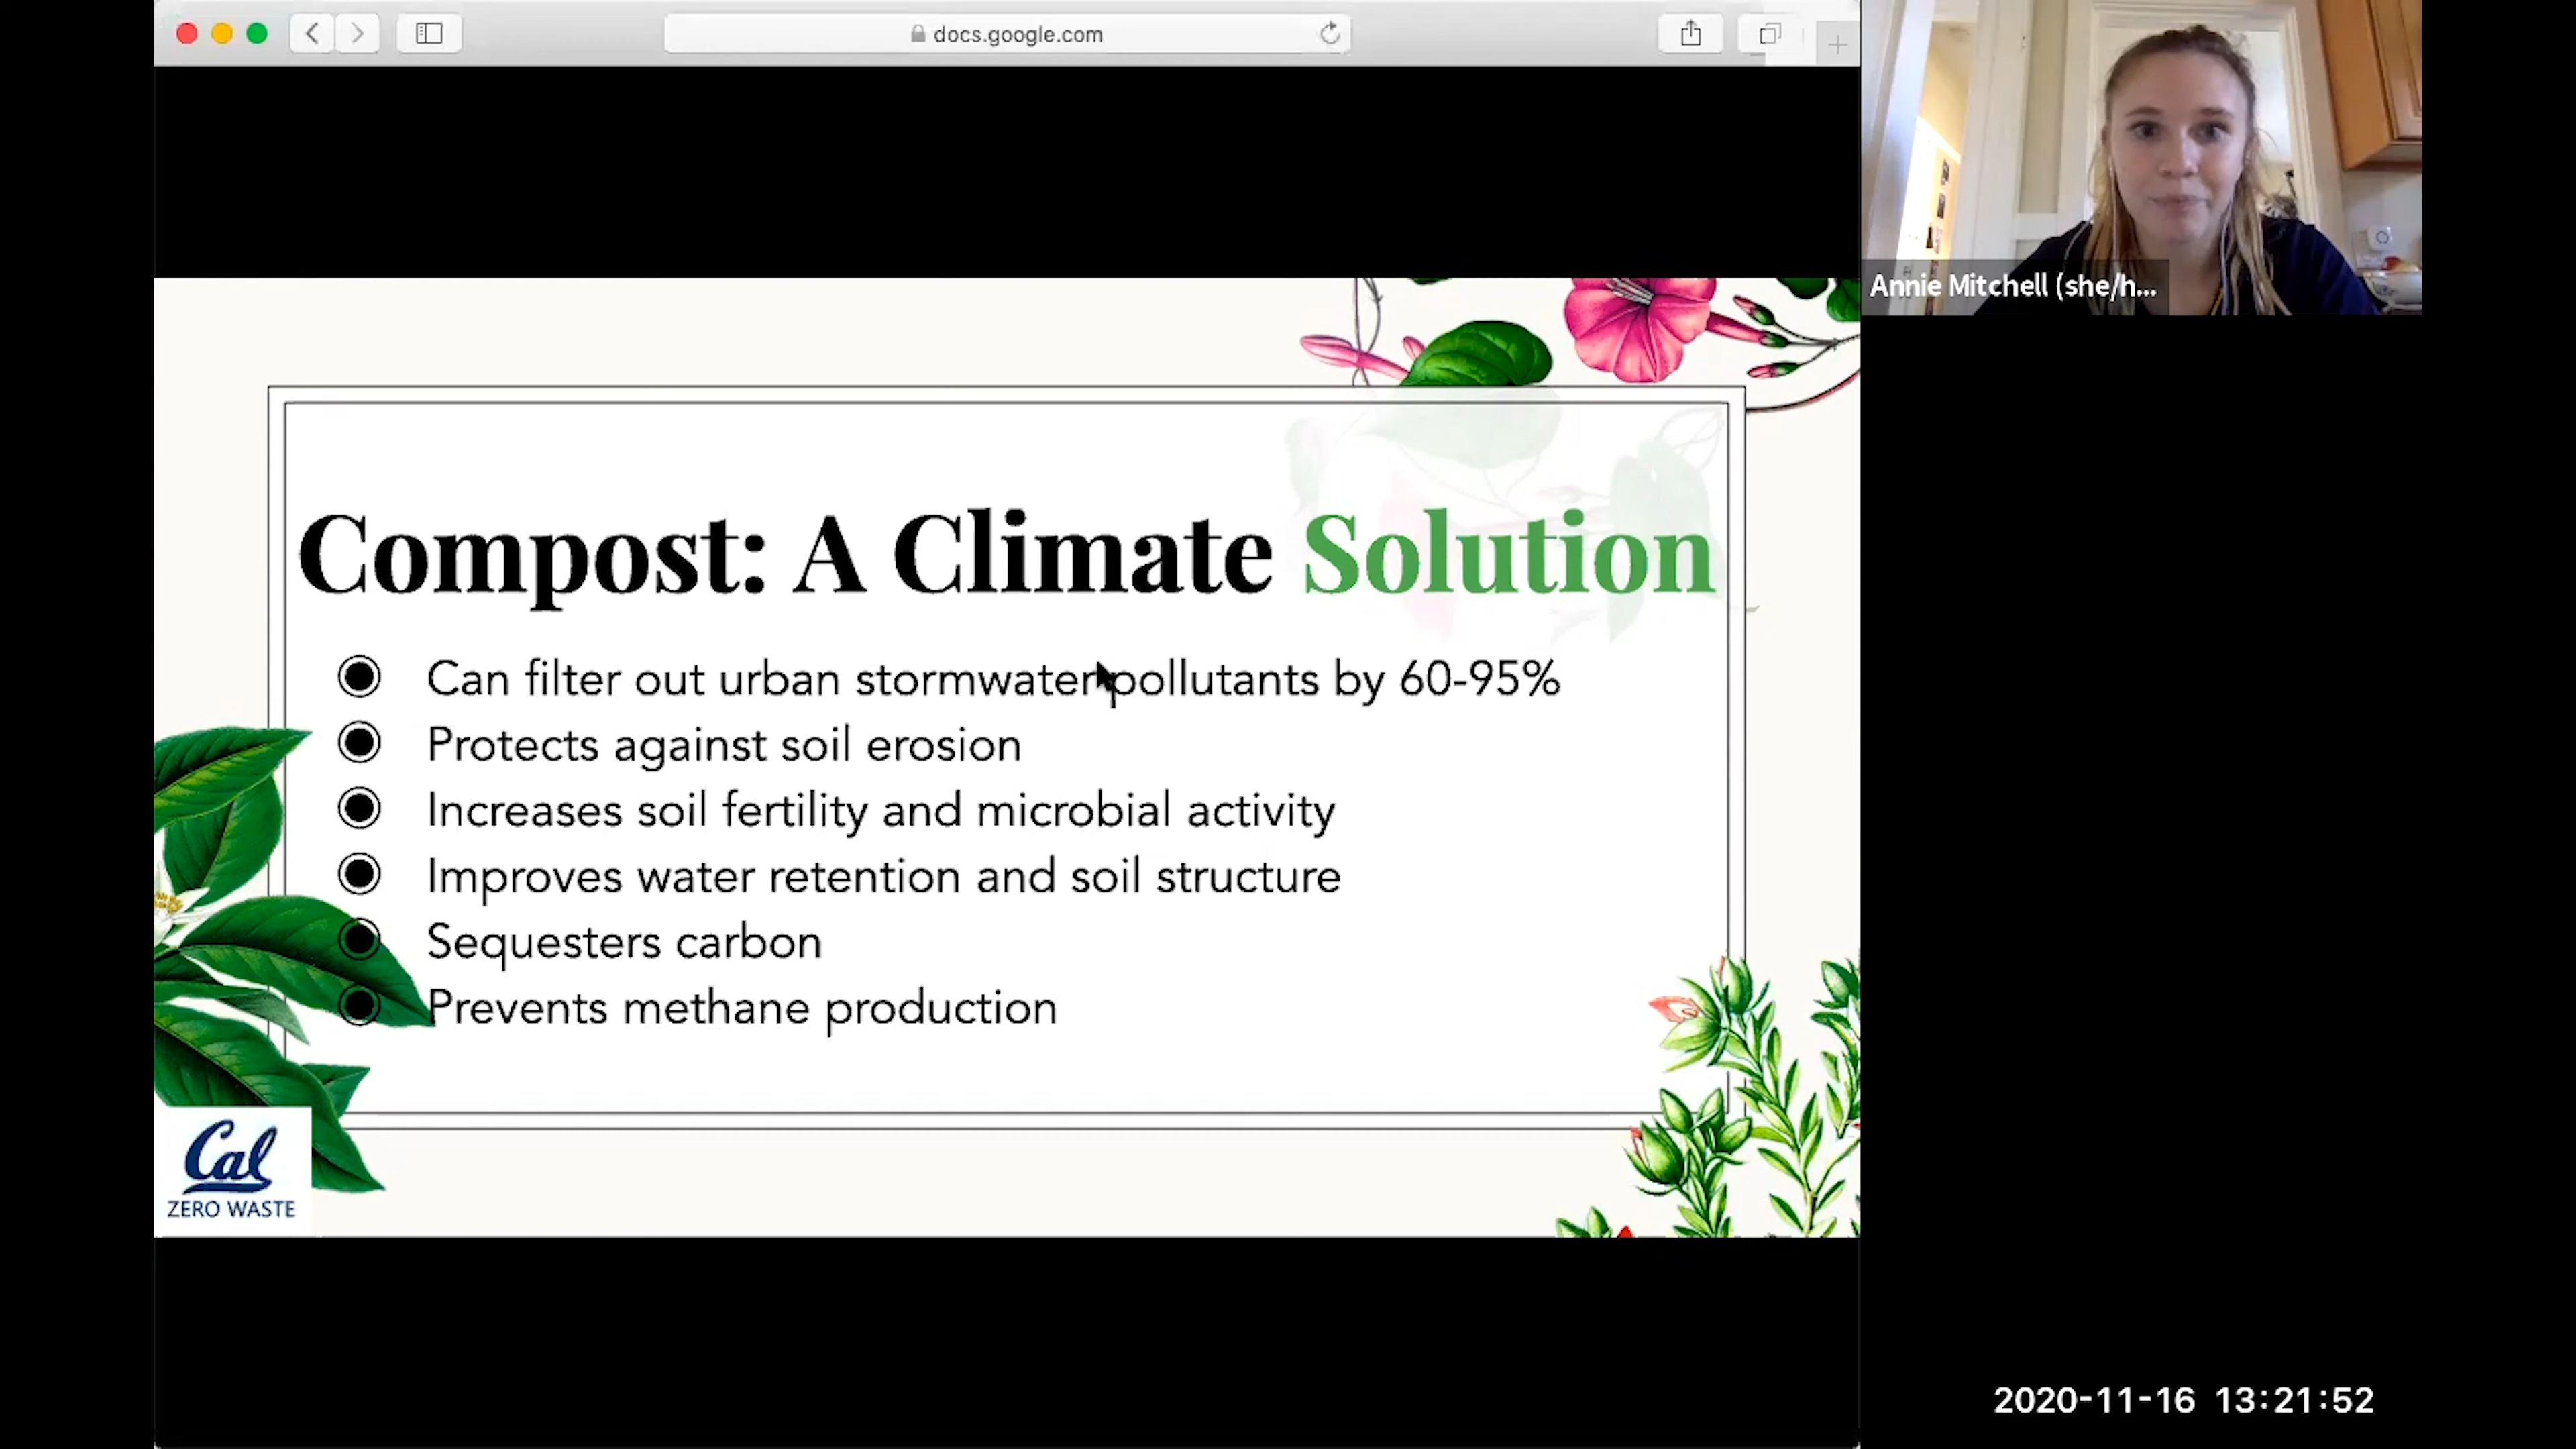 docs.google.com
Annie Mitchell (she/h...
Compost: A Climate Solution
Can filter out urban stormwater pollutants by 60-95%
Protects against soil erosion
Increases soil fertility and microbial activity
Improves water retention and soil structure
Sequesters carbon
Prevents methane production
Cal
ZERO WASTE
2020-11-16 13:21:52